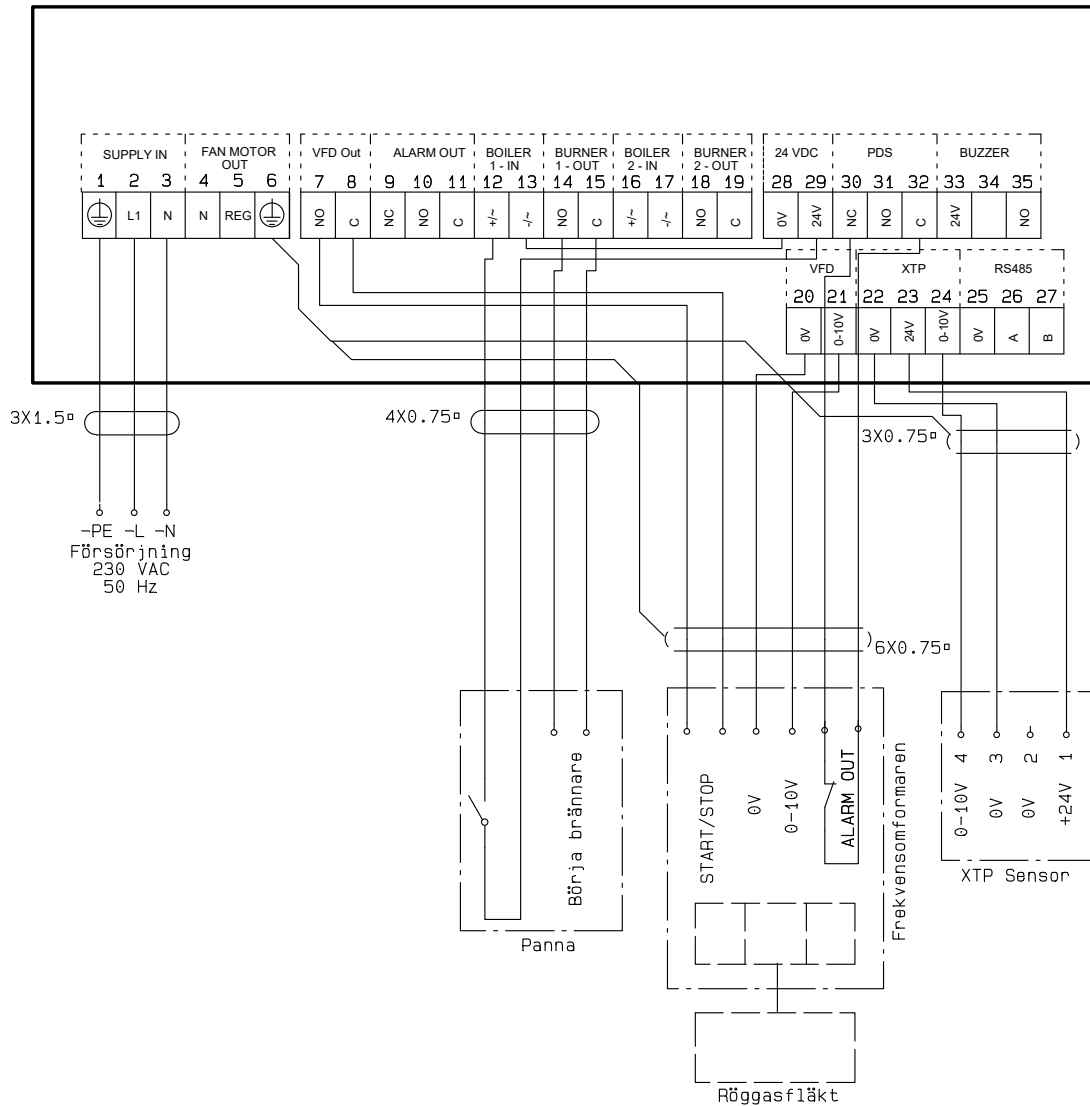 SUPPLY IN
FAN MOTOR
OUT
VFD Out
ALARM OUT
BOILER
1 - IN
BURNER
1 - OUT
BOILER
2 - IN
BURNER
2 - OUT
24 VDC
PDS
BUZZER
1 2 3 4 5 6 7 8 9 10 11 12 13 14 15 16 17 18 19 28 29 30 31 32 33 34 35
L1 N N REG NO C NC NO C +/~ -/~ NO C +/~ -/~ NO C 0V 24V NC NO C 24V NO
VFD
XTP
RS485
20 21 22 23 24 25 26 27
0V 0-10V 0V 24V 0-10V 0V A B
3X1.5▫
4X0.75▫
3X0.75▫
-PE -L -N
Försörjning
230 VAC
50 Hz
6X0.75▫
Börja brännare
Panna
START/STOP
0V
0-10V
ALARM OUT
Frekvensomformaren
Röggasfläkt
0-10V 4
0V 3
0V 2
+24V 1
XTP Sensor